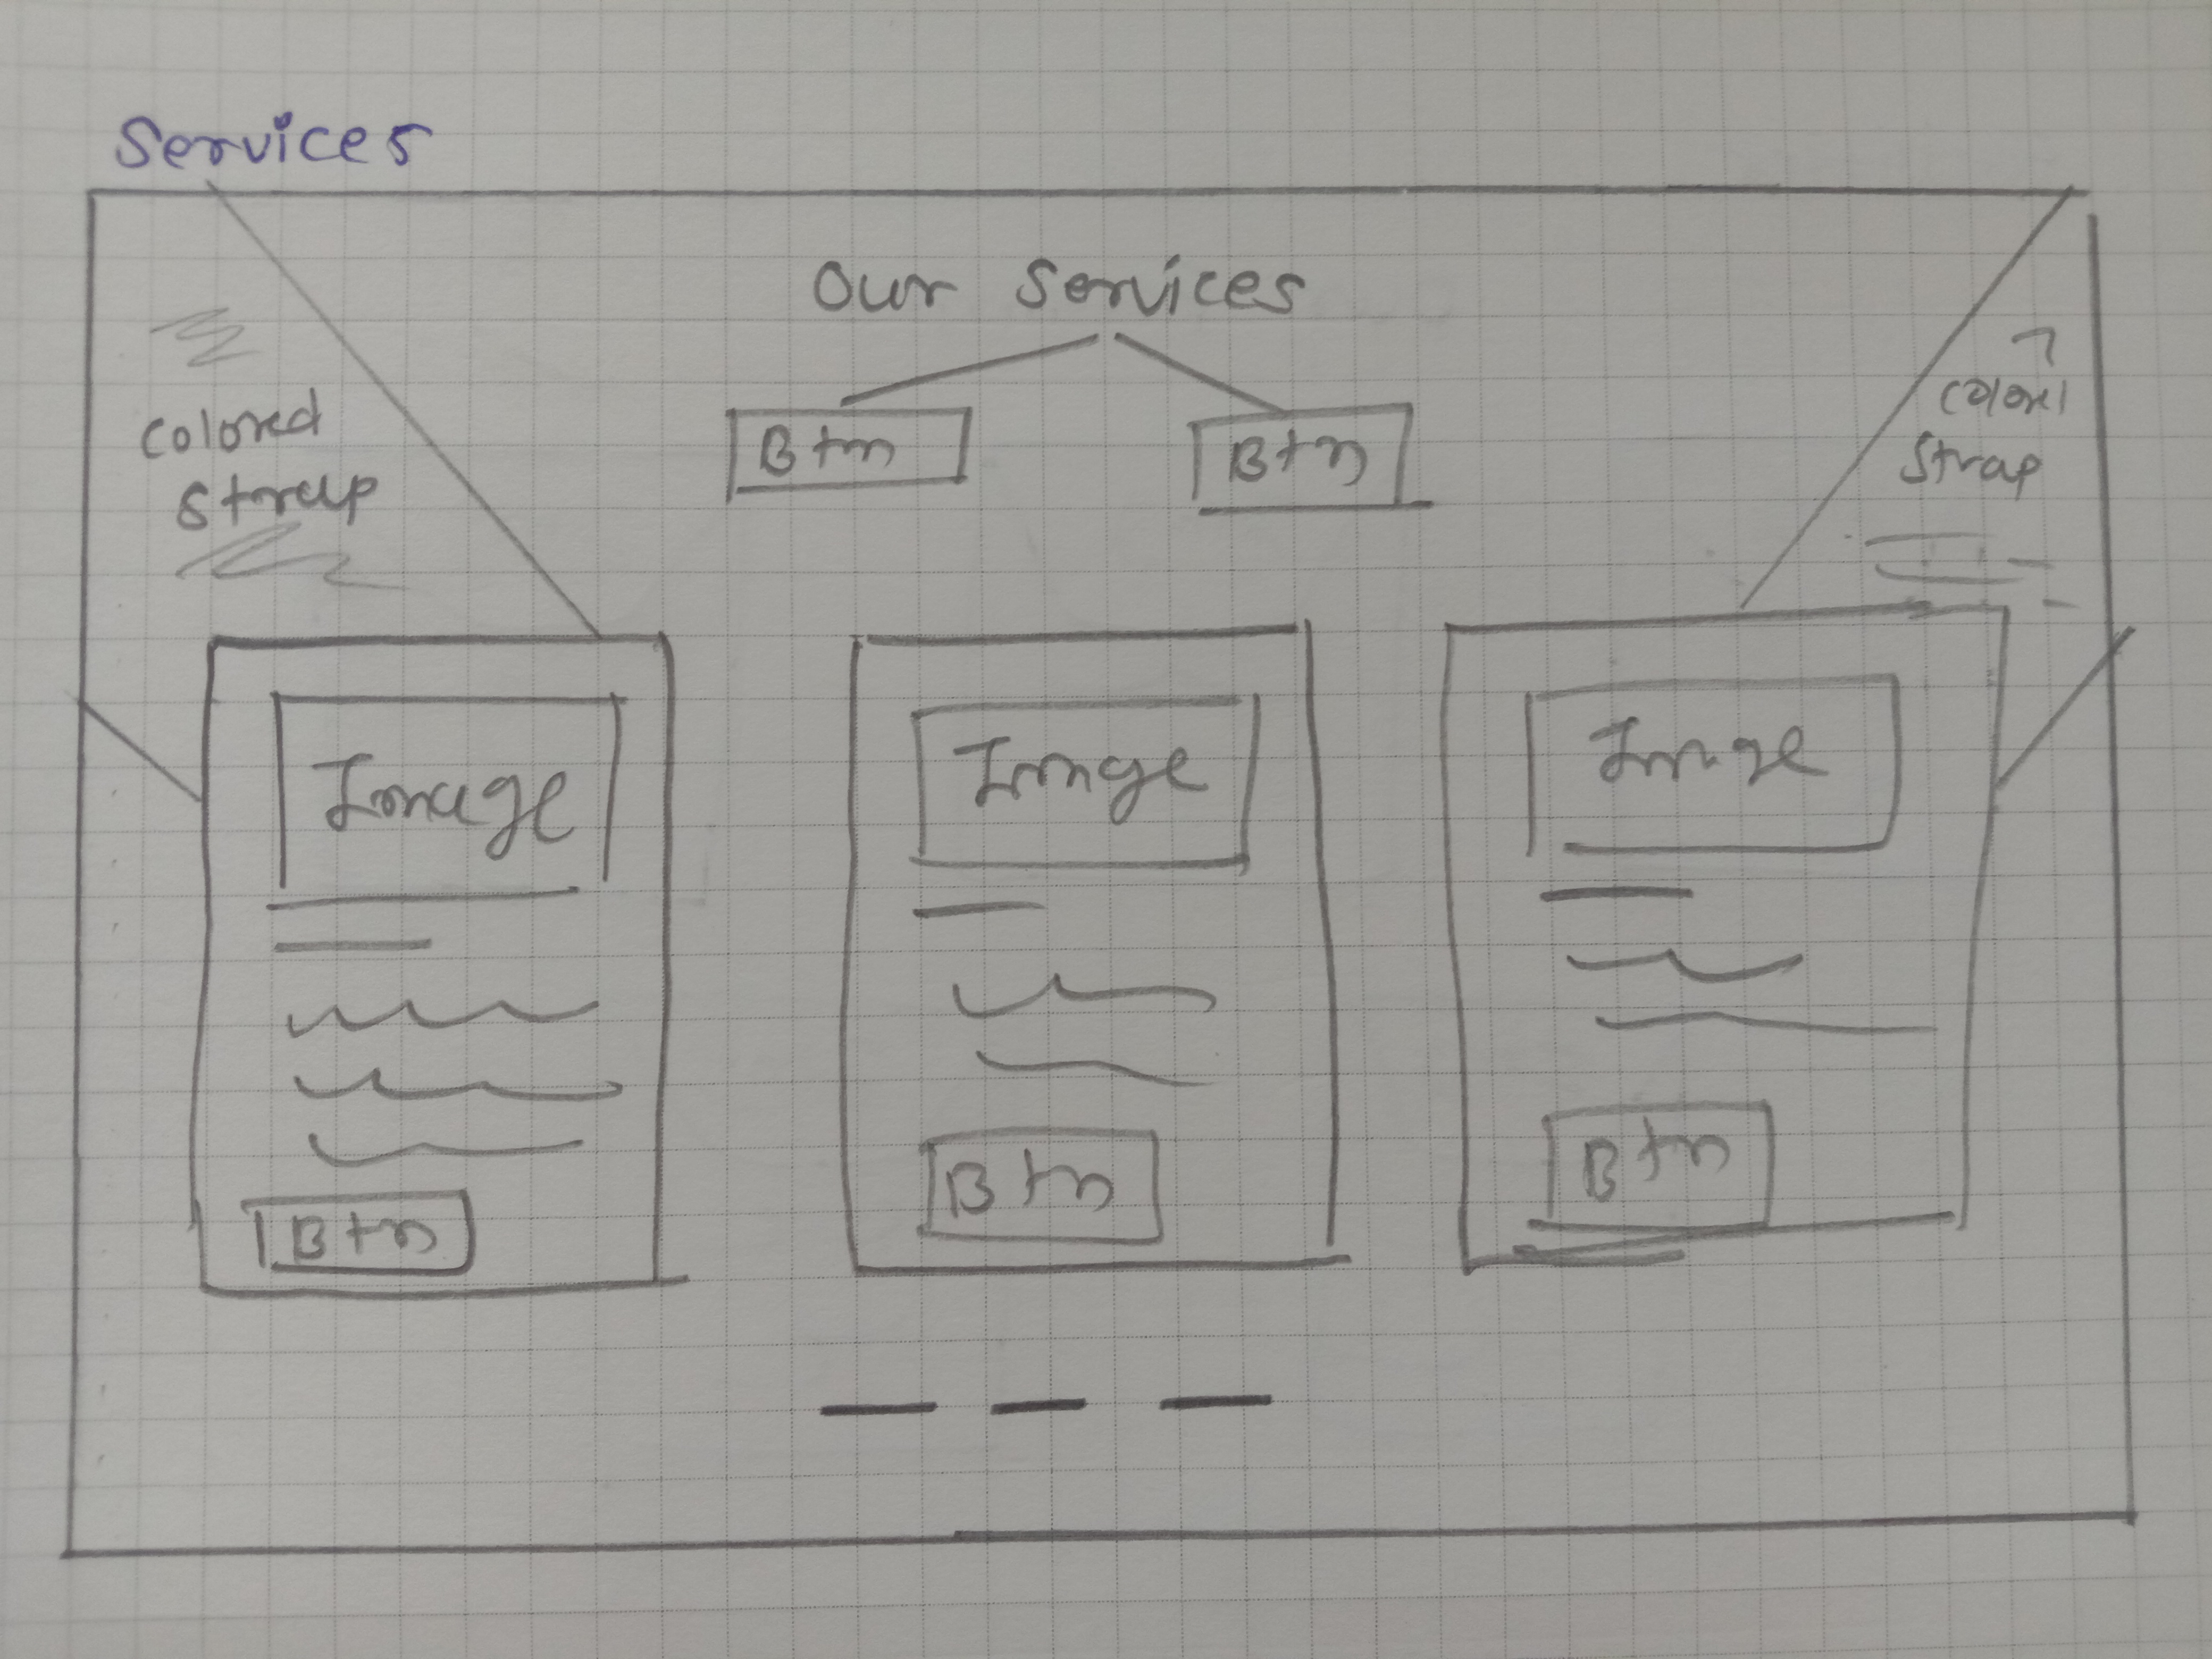 Services
Our Services
Btn
Btn
Colored
Strap
Colored
Strap
Image
Image
Image
Btn
Btn
Btn